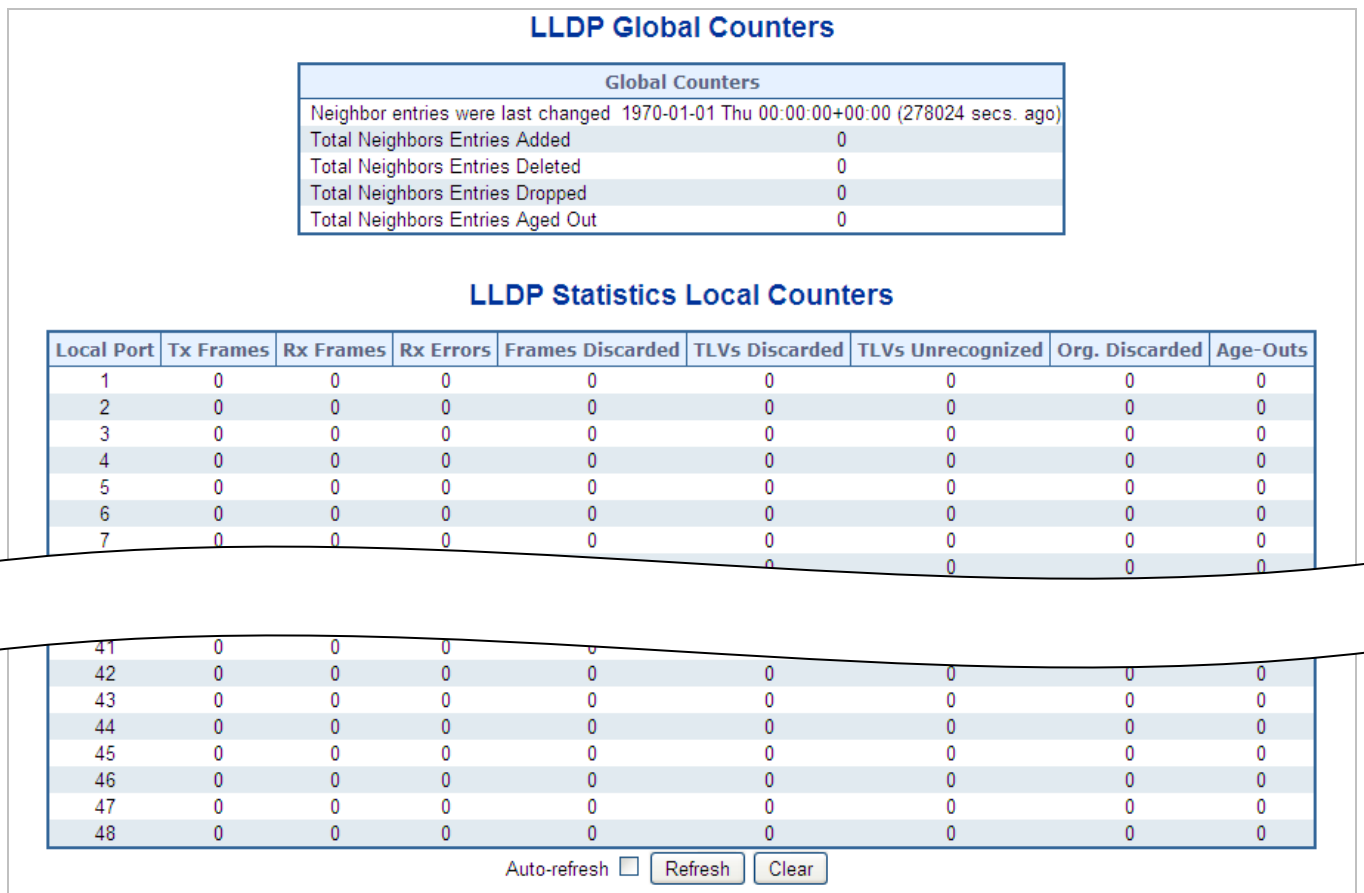 LLDP Global Counters
Global Counters
Neighbor entries were last changed 1970-01-01 Thu 00:00:00+00:00 (278024 secs. ago)
Total Neighbors Entries Added 0
Total Neighbors Entries Deleted 0
Total Neighbors Entries Dropped 0
Total Neighbors Entries Aged Out 0
LLDP Statistics Local Counters
Local Port Tx Frames Rx Frames Rx Errors Frames Discarded TLVs Discarded TLVs Unrecognized Org. Discarded Age-Outs
1 0 0 0 0 0 0 0 0
2 0 0 0 0 0 0 0 0
3 0 0 0 0 0 0 0 0
4 0 0 0 0 0 0 0 0
5 0 0 0 0 0 0 0 0
6 0 0 0 0 0 0 0 0
7 0 0 0 0 0 0 0 0
0 0 0 0
41 0 0 0 0
42 0 0 0 0 0 0 0 0
43 0 0 0 0 0 0 0 0
44 0 0 0 0 0 0 0 0
45 0 0 0 0 0 0 0 0
46 0 0 0 0 0 0 0 0
47 0 0 0 0 0 0 0 0
48 0 0 0 0 0 0 0 0
Auto-refresh Refresh Clear